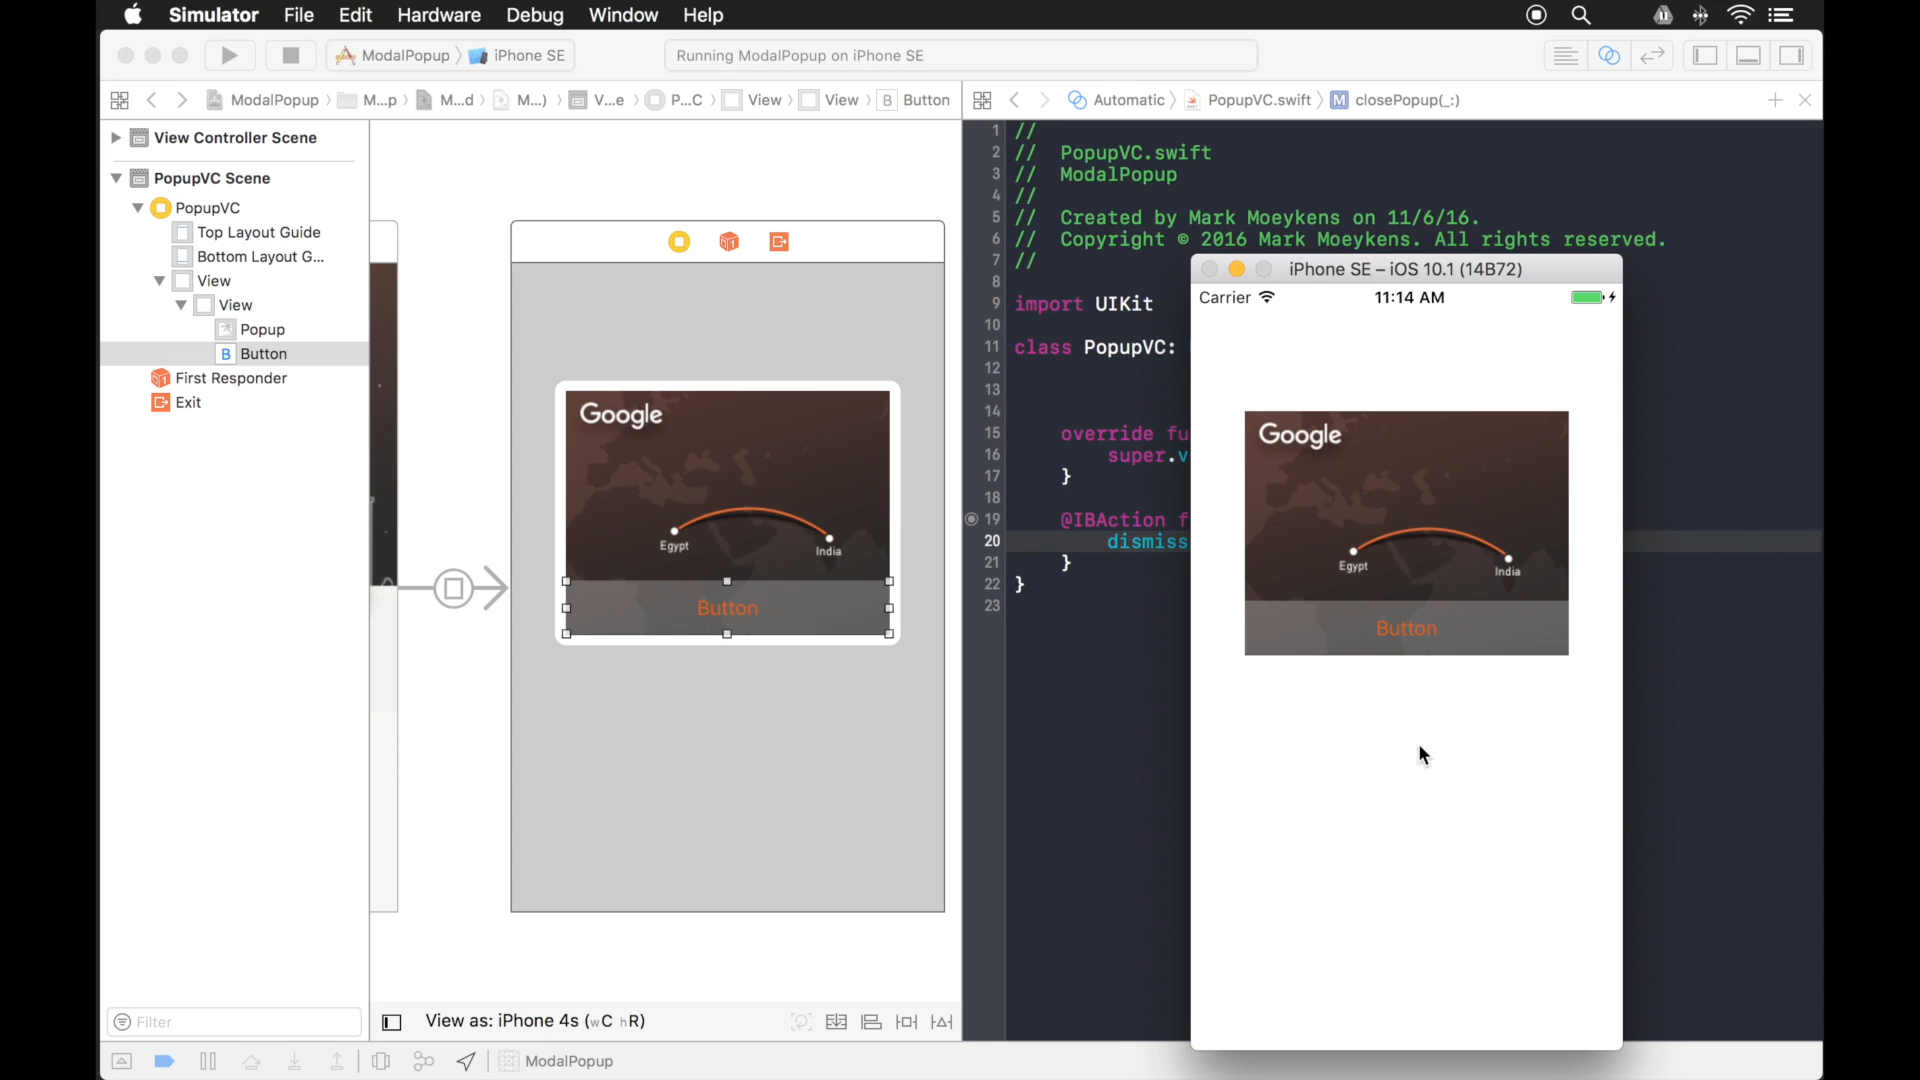 Simulator File Edit Hardware Debug Window Help
ModalPopup iPhone SE
Running ModalPopup on iPhone SE
ModalPopup M...p M...d M...) V...e P...C View View B Button
Automatic PopupVC.swift M closePopup(_:)
View Controller Scene
PopupVC Scene
PopupVC
Top Layout Guide
Bottom Layout G...
View
View
Popup
B Button
First Responder
Exit
Filter
Google
Egypt
India
Button
View as: iPhone 4s (wC hR)
ModalPopup
1 //
2 // PopupVC.swift
3 // ModalPopup
4 //
5 // Created by Mark Moeykens on 11/6/16.
6 // Copyright © 2016 Mark Moeykens. All rights reserved.
7 //
8
9 import UIKit
10
11 class PopupVC:
12
13
14
15 override fu
16 super.v
17 }
18
19 @IBAction f
20 dismiss
21 }
22 }
23
iPhone SE – iOS 10.1 (14B72)
Carrier 11:14 AM
Google
Egypt
India
Button